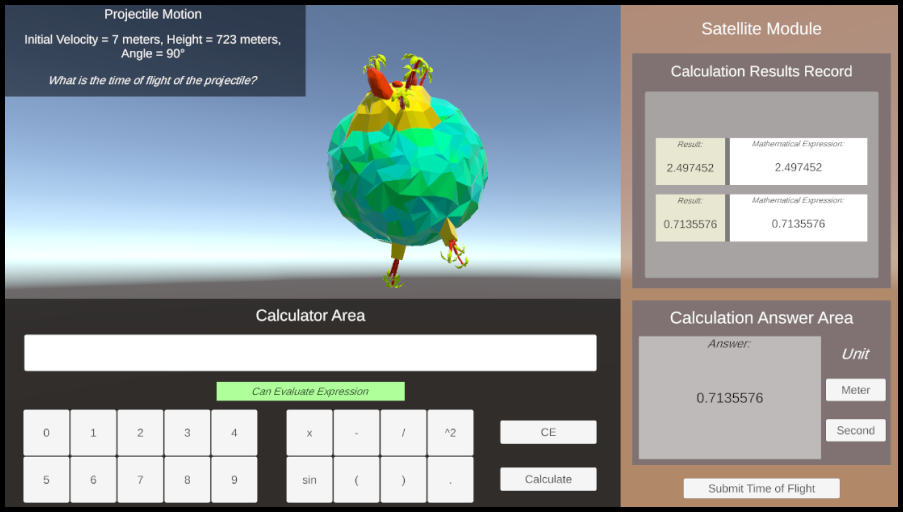 Projectile Motion
Initial Velocity = 7 meters, Height = 723 meters,
Angle = 90°
What is the time of flight of the projectile?
Satellite Module
Calculation Results Record
Result:
Mathematical Expression:
2.497452
2.497452
Result:
Mathematical Expression:
0.7135576
0.7135576
Calculator Area
Can Evaluate Expression
0 1 2 3 4
x - / ^2
CE
5 6 7 8 9
sin ( ) .
Calculate
Calculation Answer Area
Answer:
Unit
0.7135576
Meter
Second
Submit Time of Flight